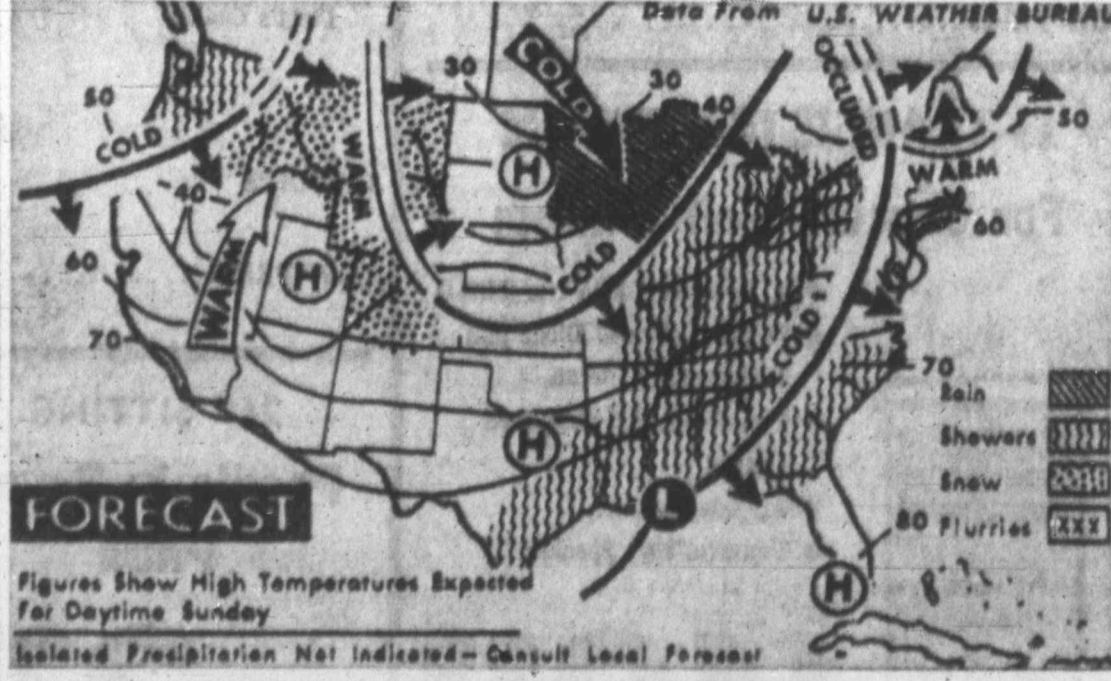 Data From U.S. WEATHER BUREAU
COLD
OCCLUDED
30
30
40
50
COLD
WARM
50
WARM
40
H
60
60
WARM
H
COLD
COLD
70
70
H
L
Rain
Showers
Snow
Flurries
80
H
FORECAST
Figures Show High Temperatures Expected
For Daytime Sunday
Isolated Precipitation Not Indicated—Consult Local Forecast